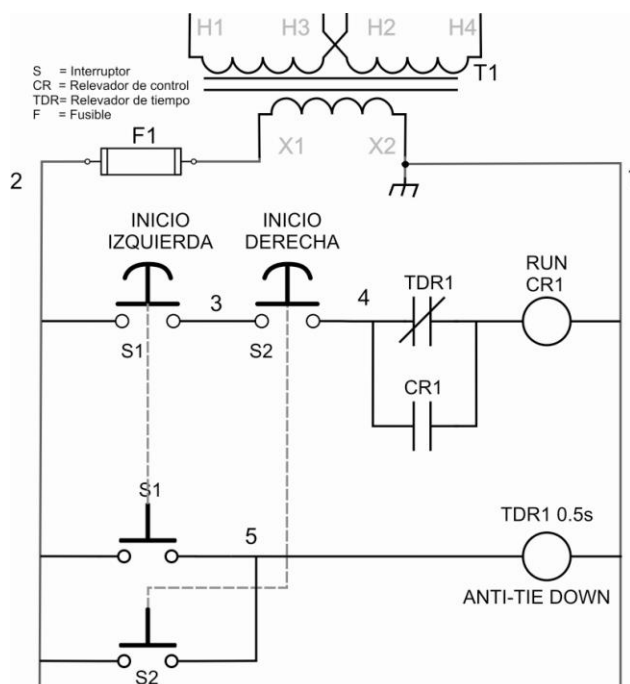 H1 H3 H2 H4
T1
S = Interruptor
CR = Relevador de control
TDR= Relevador de tiempo
F = Fusible
F1
X1 X2
2
INICIO
IZQUIERDA
INICIO
DERECHA
RUN
CR1
3
4
TDR1
S1
S2
CR1
S1
5
TDR1 0.5s
ANTI-TIE DOWN
S2